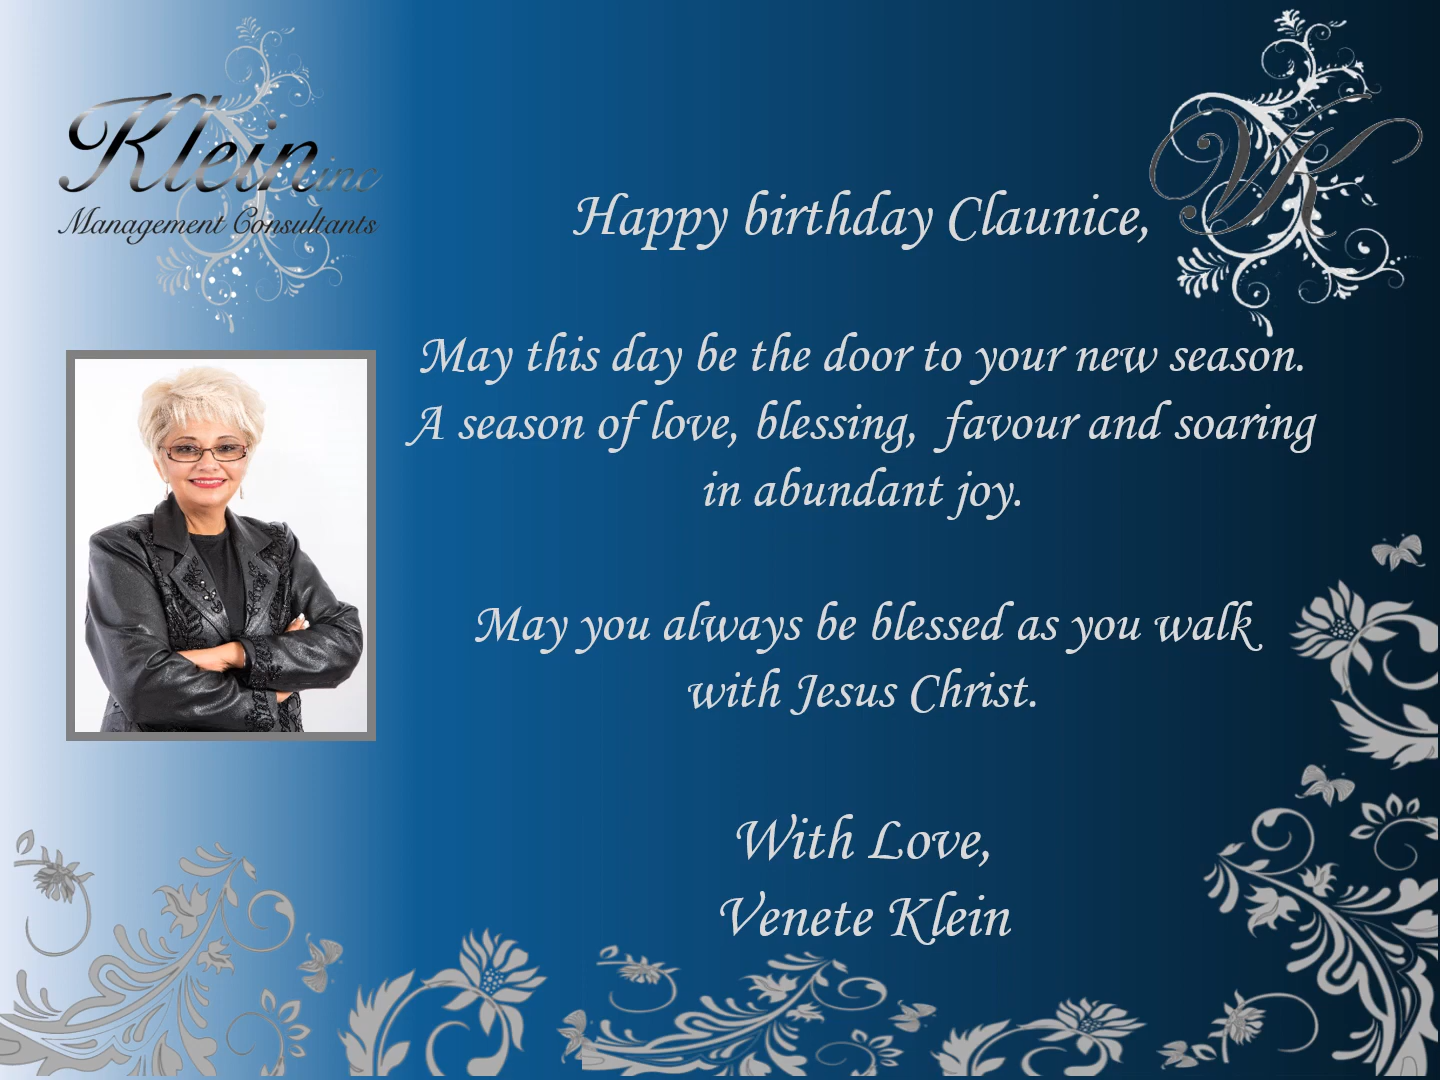 Klein inc
Management Consultants
VK
Happy birthday Claunice,
May this day be the door to your new season.
A season of love, blessing,  favour and soaring
in abundant joy.
May you always be blessed as you walk
with Jesus Christ.
With Love,
Venete Klein